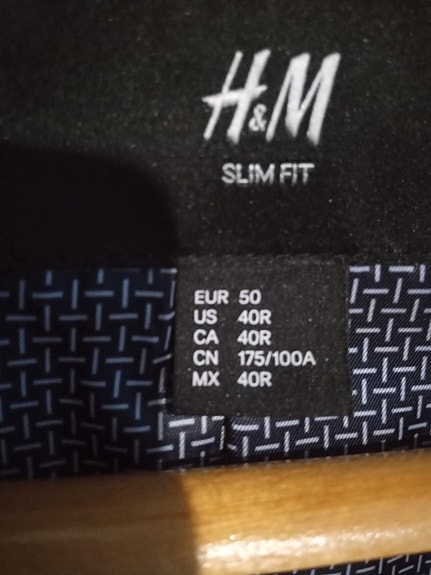 H&M
SLIM FIT
EUR 50
US 40R
CA 40R
CN 175/100A
MX 40R